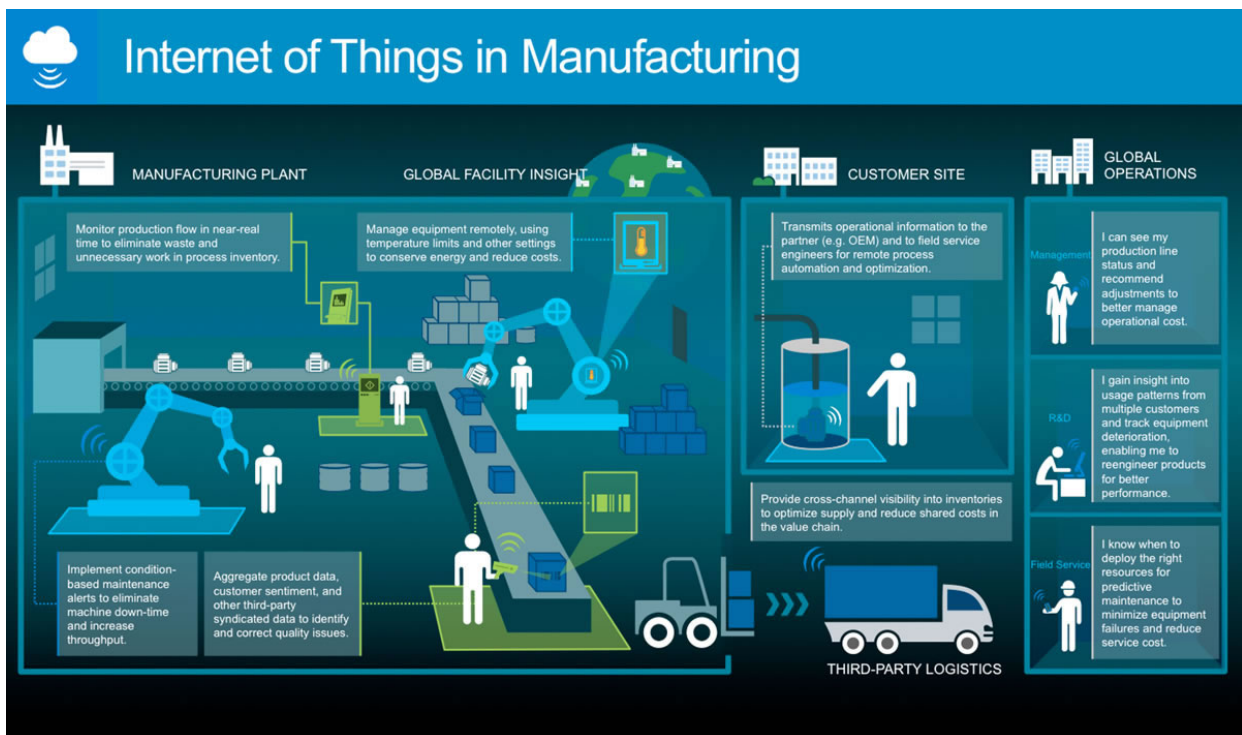 Internet of Things in Manufacturing
MANUFACTURING PLANT
GLOBAL FACILITY INSIGHT
Monitor production flow in near-real
time to eliminate waste and
unnecessary work in process inventory.
Manage equipment remotely, using
temperature limits and other settings
to conserve energy and reduce costs.
Implement condition-
based maintenance
alerts to eliminate
machine down-time
and increase
throughput.
Aggregate product data,
customer sentiment, and
other third-party
syndicated data to identify
and correct quality issues.
CUSTOMER SITE
Transmits operational information to the
partner (e.g. OEM) and to field service
engineers for remote process
automation and optimization.
Provide cross-channel visibility into inventories
to optimize supply and reduce shared costs in
the value chain.
THIRD-PARTY LOGISTICS
GLOBAL
OPERATIONS
Management
I can see my
production line
status and
recommend
adjustments to
better manage
operational cost.
R&D
I gain insight into
usage patterns from
multiple customers
and track equipment
deterioration,
enabling me to
reengineer products
for better
performance.
Field Service
I know when to
deploy the right
resources for
predictive
maintenance to
minimize equipment
failures and reduce
service cost.